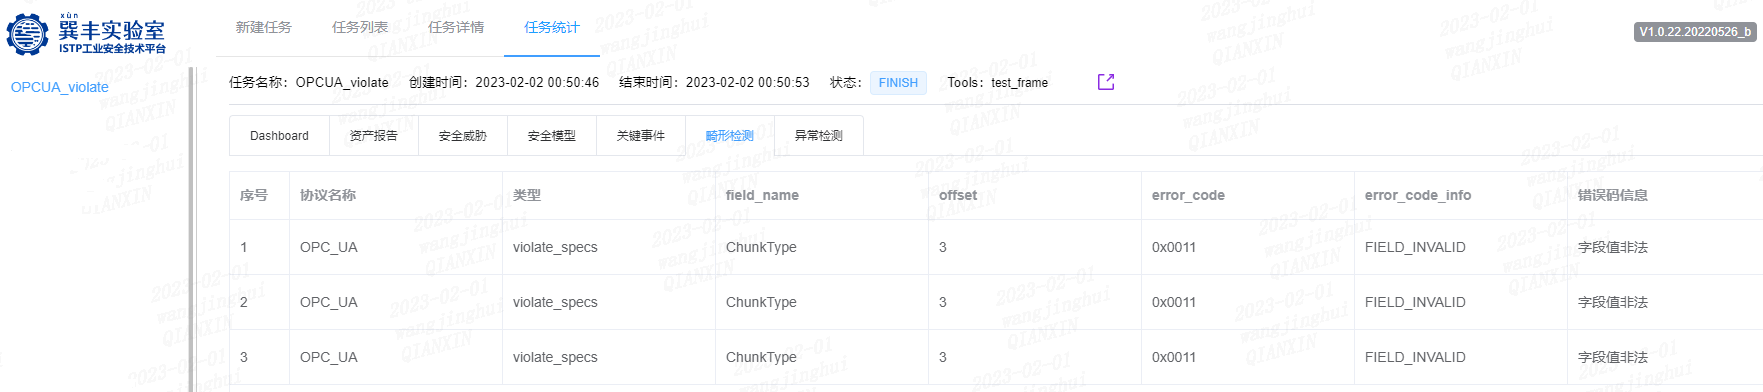 xùn
巽丰实验室
ISTP工业安全技术平台
新建任务 任务列表 任务详情 任务统计
V1.0.22.20220526_b
OPCUA_violate
任务名称：OPCUA_violate 创建时间：2023-02-02 00:50:46 结束时间：2023-02-02 00:50:53 状态： FINISH Tools：test_frame
Dashboard 资产报告 安全威胁 安全模型 关键事件 畸形检测 异常检测
序号 协议名称 类型 field_name offset error_code error_code_info 错误码信息
1 OPC_UA violate_specs ChunkType 3 0x0011 FIELD_INVALID 字段值非法
2 OPC_UA violate_specs ChunkType 3 0x0011 FIELD_INVALID 字段值非法
3 OPC_UA violate_specs ChunkType 3 0x0011 FIELD_INVALID 字段值非法
2023-02-01
wangjinghui
QIANXIN